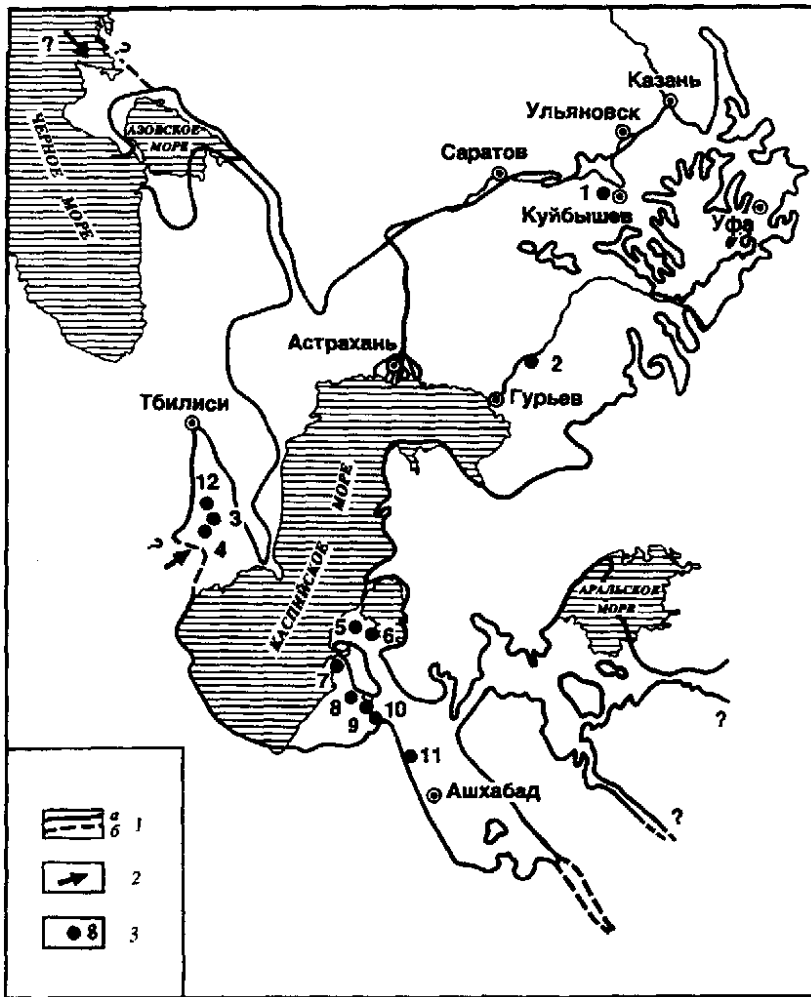 ?
?
Казань
Ульяновск
АЗОВСКОЕ
МОРЕ
ЧЕРНОЕ МОРЕ
Саратов
1
Куйбышев
Уфа
Астрахань
2
Гурьев
Тбилиси
12
3
4
?
КАСПИЙСКОЕ МОРЕ
АРАЛЬСКОЕ
МОРЕ
5
6
7
8
9
10
?
11
Ашхабад
?
а
б
1
2
8
3